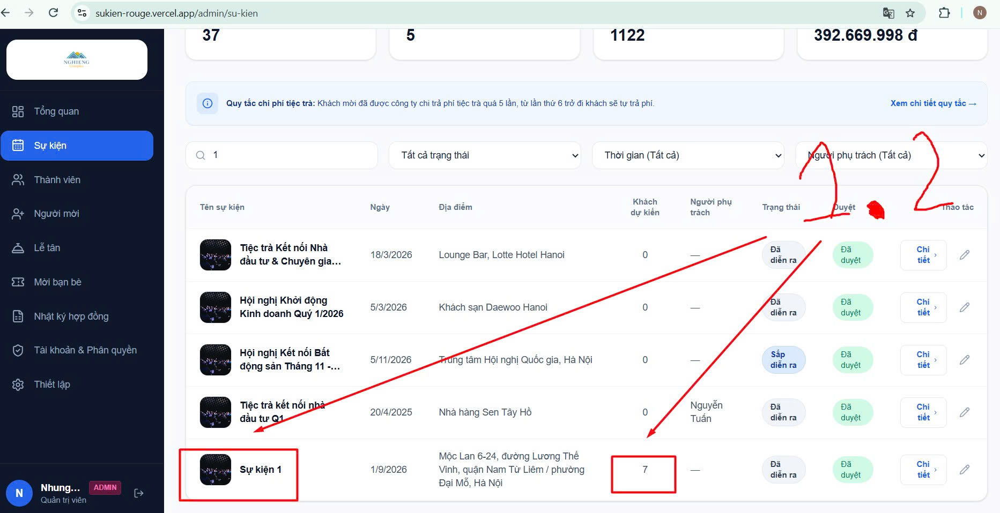 sukien-rouge.vercel.app/admin/su-kien
N
NGHIENG
37
5
1122
392.669.998 đ
Tổng quan
Sự kiện
Thành viên
Người mời
Lễ tân
Mời bạn bè
Nhật ký hợp đồng
Tài khoản & Phân quyền
Thiết lập
N
Nhung...
ADMIN
Quản trị viên
Quy tắc chi phí tiệc trà: Khách mời đã được công ty chi trả phí tiệc trà quá 5 lần, từ lần thứ 6 trở đi khách sẽ tự trả phí.
Xem chi tiết quy tắc →
1
Tất cả trạng thái
Thời gian (Tất cả)
Người phụ trách (Tất cả)
1.2
Tên sự kiện
Ngày
Địa điểm
Khách
dự kiến
Người phụ
trách
Trạng thái
Duyệt
Thao tác
Tiệc trà Kết nối Nhà
đầu tư & Chuyên gia...
18/3/2026
Lounge Bar, Lotte Hotel Hanoi
0
—
Đã
diễn ra
Đã
duyệt
Chi
tiết
Hội nghị Khởi động
Kinh doanh Quý 1/2026
5/3/2026
Khách sạn Daewoo Hanoi
0
—
Đã
diễn ra
Đã
duyệt
Chi
tiết
Hội nghị Kết nối Bất
động sản Tháng 11 -...
5/11/2026
Trung tâm Hội nghị Quốc gia, Hà Nội
0
—
Sắp
diễn ra
Đã
duyệt
Chi
tiết
Tiệc trà kết nối nhà
đầu tư Q1
20/4/2025
Nhà hàng Sen Tây Hồ
0
Nguyễn
Tuấn
Đã
diễn ra
Đã
duyệt
Chi
tiết
Sự kiện 1
1/9/2026
Mộc Lan 6-24, đường Lương Thế
Vinh, quận Nam Từ Liêm / phường
Đại Mỗ, Hà Nội
7
—
Đã
diễn ra
Đã
duyệt
Chi
tiết